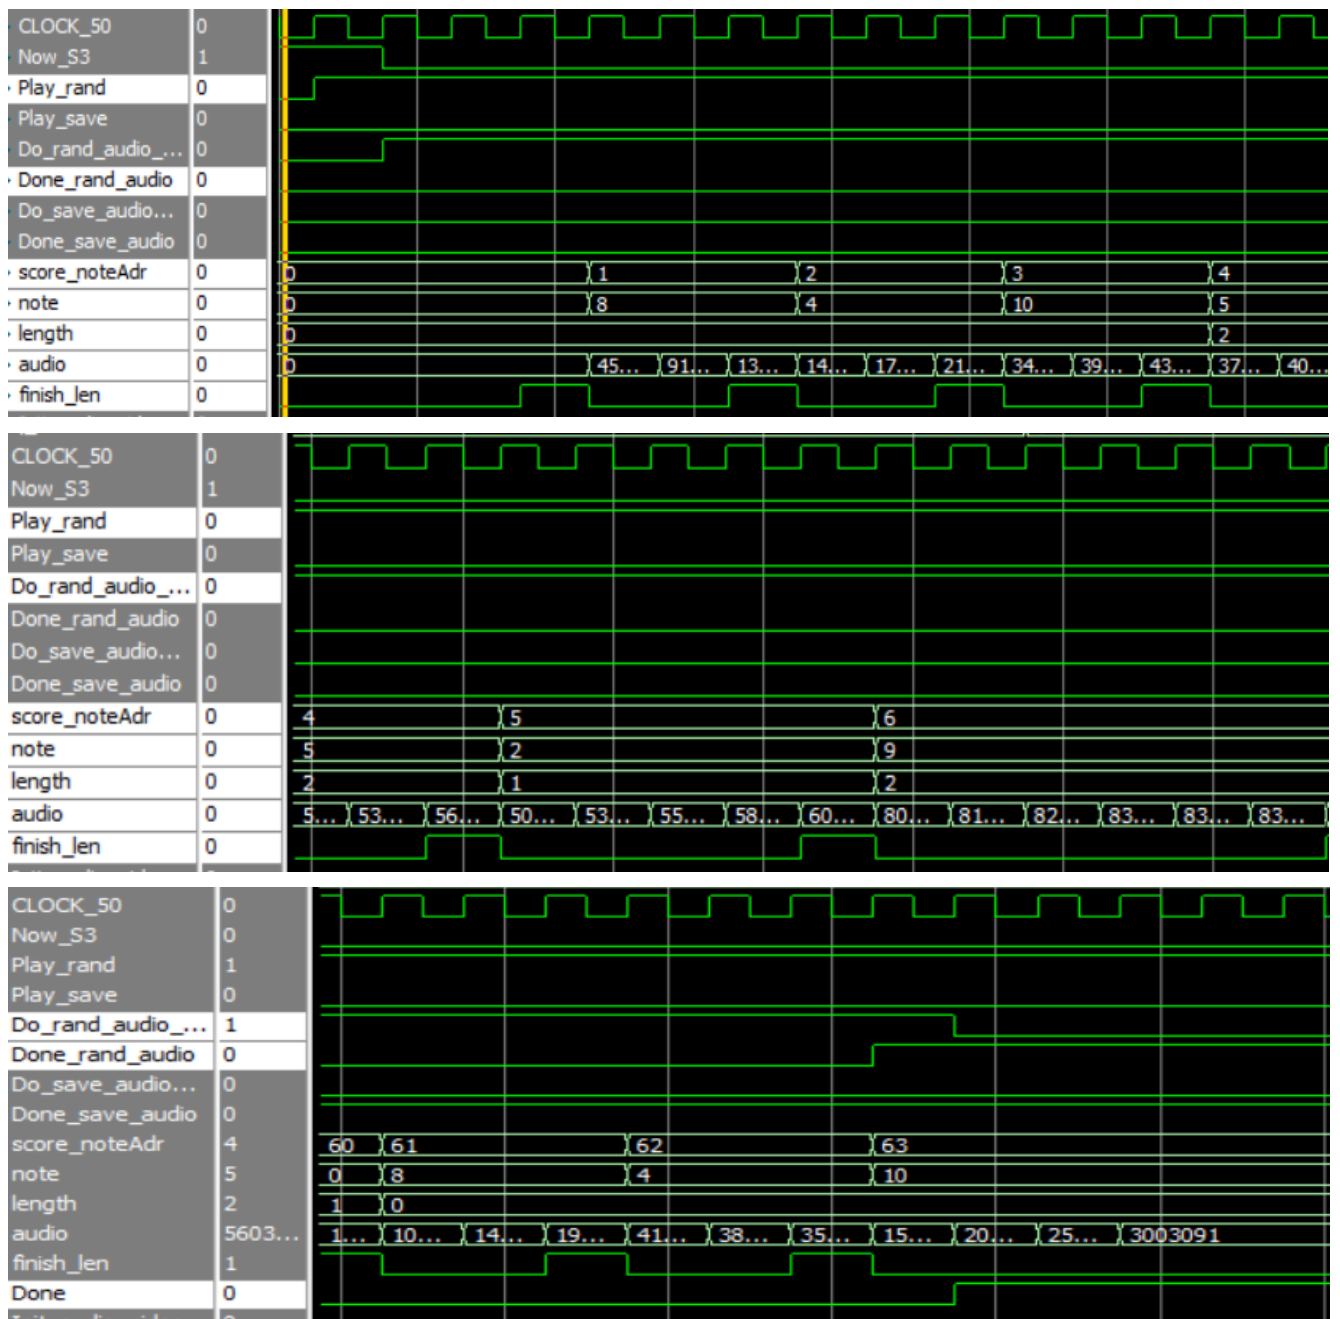 CLOCK_50 0
Now_S3 1
Play_rand 0
Play_save 0
Do_rand_audio_... 0
Done_rand_audio 0
Do_save_audio... 0
Done_save_audio 0
score_noteAdr 0 0 1 2 3 4
note 0 0 8 4 10 5
length 0 0 2
audio 0 0 45... 91... 13... 14... 17... 21... 34... 39... 43... 37... 40...
finish_len 0
CLOCK_50 0
Now_S3 1
Play_rand 0
Play_save 0
Do_rand_audio_... 0
Done_rand_audio 0
Do_save_audio... 0
Done_save_audio 0
score_noteAdr 0 4 5 6
note 0 5 2 9
length 0 2 1 2
audio 0 5... 53... 56... 50... 53... 55... 58... 60... 80... 81... 82... 83... 83... 83...
finish_len 0
CLOCK_50 0
Now_S3 0
Play_rand 1
Play_save 0
Do_rand_audio_... 1
Done_rand_audio 0
Do_save_audio... 0
Done_save_audio 0
score_noteAdr 4 60 61 62 63
note 5 0 8 4 10
length 2 1 0
audio 5603... 1... 10... 14... 19... 41... 38... 35... 15... 20... 25... 3003091
finish_len 1
Done 0